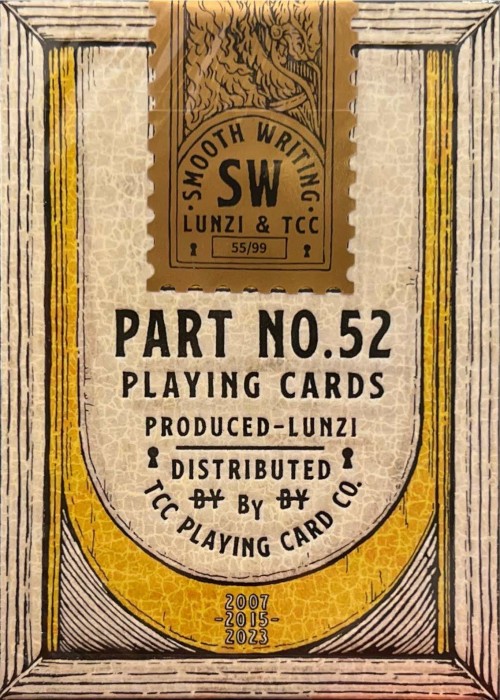 ·SMOOTH WRITING·
SW
LUNZI & TCC
55/99
PART NO.52
PLAYING CARDS
PRODUCED-LUNZI
DISTRIBUTED
BY By BY
TCC PLAYING CARD CO.
2007
-2015-
2023